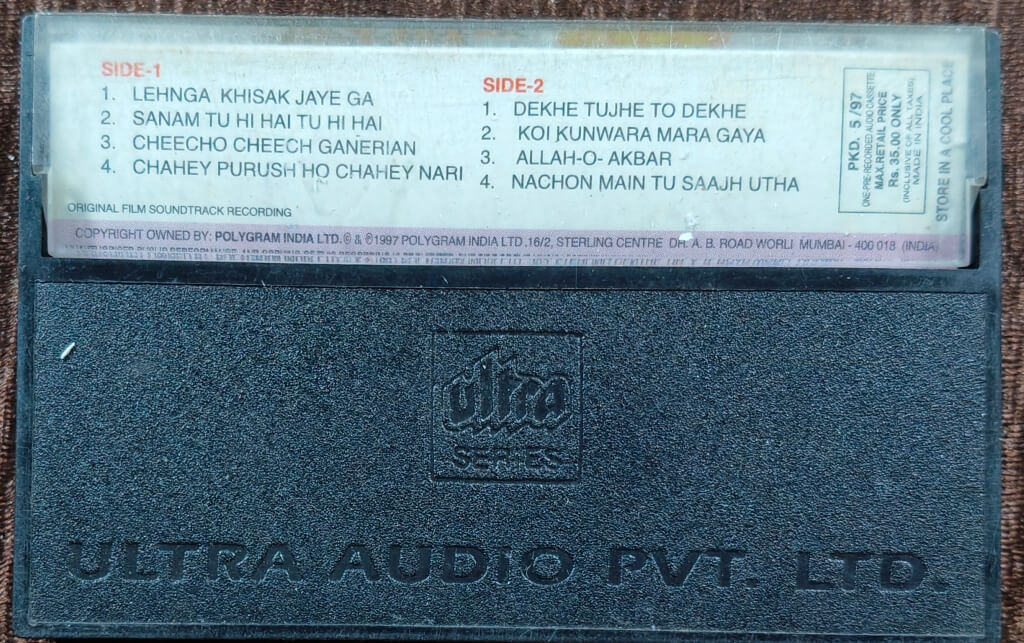 SIDE-1
1. LEHNGA KHISAK JAYE GA
2. SANAM TU HI HAI TU HI HAI
3. CHEECHO CHEECH GANERIAN
4. CHAHEY PURUSH HO CHAHEY NARI
SIDE-2
1. DEKHE TUJHE TO DEKHE
2. KOI KUNWARA MARA GAYA
3. ALLAH-O- AKBAR
4. NACHON MAIN TU SAAJH UTHA
PKD. 5/97
ONE-PRE-RECORDED AUDIO CASSETTE
MAX.RETAIL PRICE
Rs. 35.00 ONLY
(INCLUSIVE OF ALL TAXES)
MADE IN INDIA
STORE IN A COOL PLACE
ORIGINAL FILM SOUNDTRACK RECORDING
COPYRIGHT OWNED BY: POLYGRAM INDIA LTD. © & ℗ 1997 POLYGRAM INDIA LTD .16/2, STERLING CENTRE DR. A. B. ROAD WORLI MUMBAI - 400 018 (INDIA)
ultra
SERIES
ULTRA AUDIO PVT. LTD.